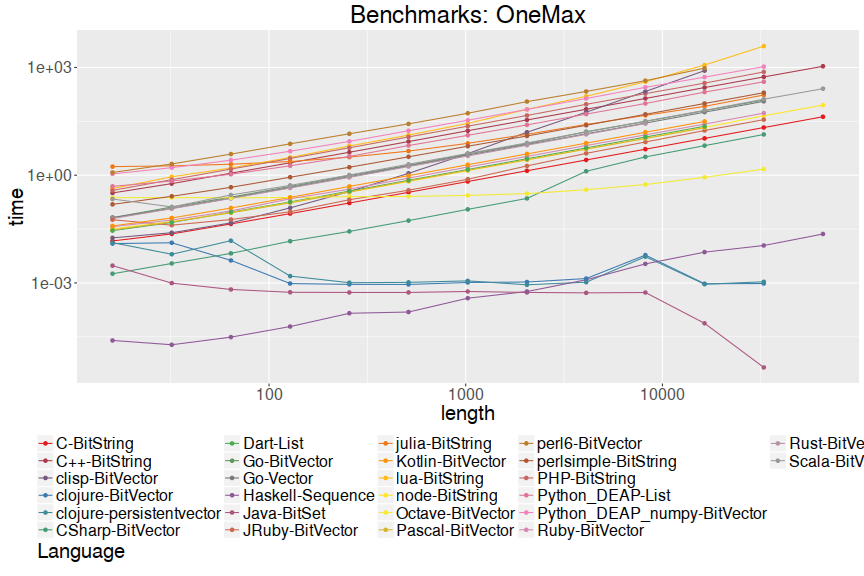 Benchmarks: OneMax
1e+03
1e+00
1e-03
time
100 1000 10000
length
C-BitString Dart-List julia-BitString perl6-BitVector Rust-BitVe
C++-BitString Go-BitVector Kotlin-BitVector perlsimple-BitString Scala-BitV
clisp-BitVector Go-Vector lua-BitString PHP-BitString
clojure-BitVector Haskell-Sequence node-BitString Python_DEAP-List
clojure-persistentvector Java-BitSet Octave-BitVector Python_DEAP_numpy-BitVector
CSharp-BitVector JRuby-BitVector Pascal-BitVector Ruby-BitVector
Language